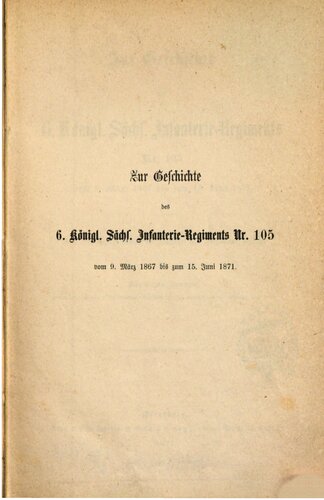 Zur Geschichte
des
6. Königl. Sächs. Infanterie-Regiments Nr. 105
vom 9. März 1867 bis zum 15. Juni 1871.